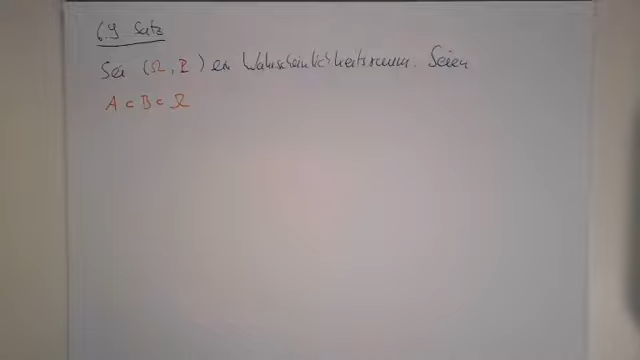 6.9 Satz
Sei (Ω, P) ein Wahrscheinlichkeitsraum. Seien
A ⊂ B ⊂ Ω